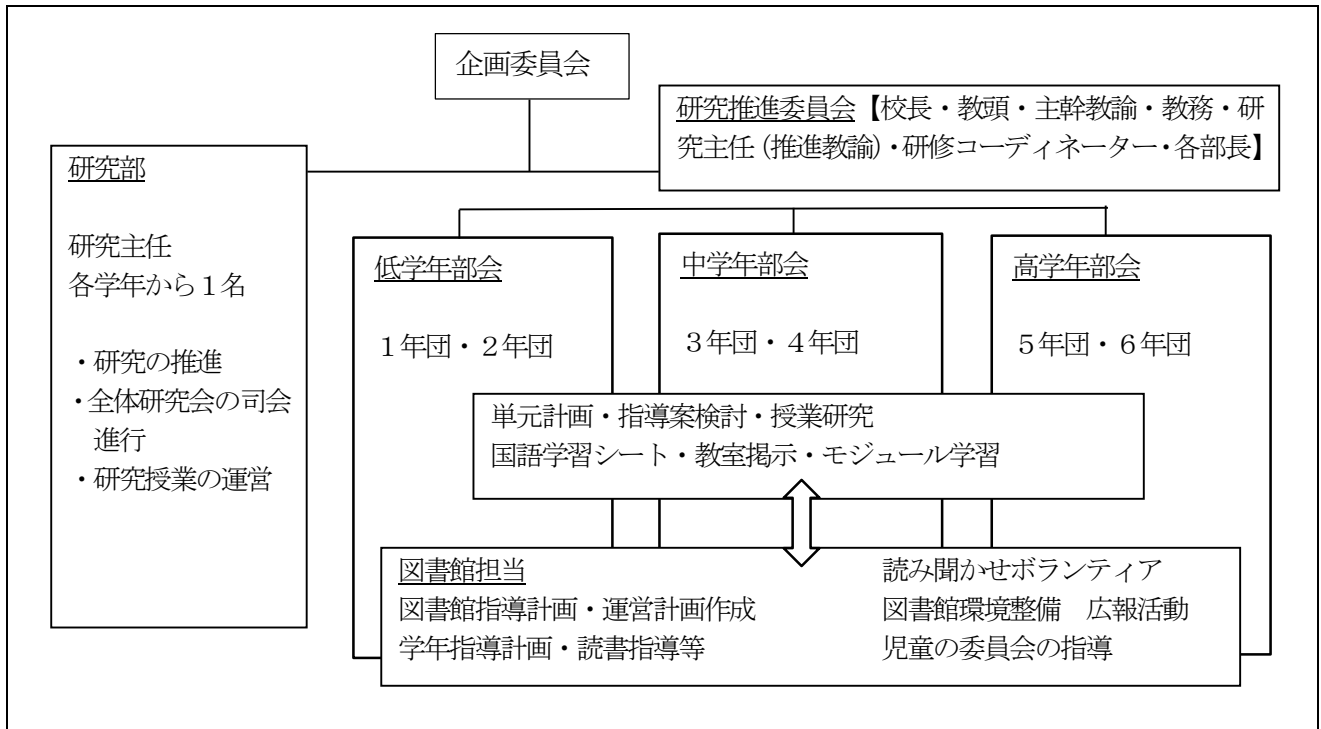 企画委員会
研究推進委員会【校長・教頭・主幹教諭・教務・研
究主任（推進教諭）・研修コーディネーター・各部長】
研究部
研究主任
各学年から１名
・研究の推進
・全体研究会の司会
進行
・研究授業の運営
低学年部会
１年団・２年団
中学年部会
３年団・４年団
高学年部会
５年団・６年団
単元計画・指導案検討・授業研究
国語学習シート・教室掲示・モジュール学習
図書館担当
図書館指導計画・運営計画作成
学年指導計画・読書指導等
読み聞かせボランティア
図書館環境整備　広報活動
児童の委員会の指導